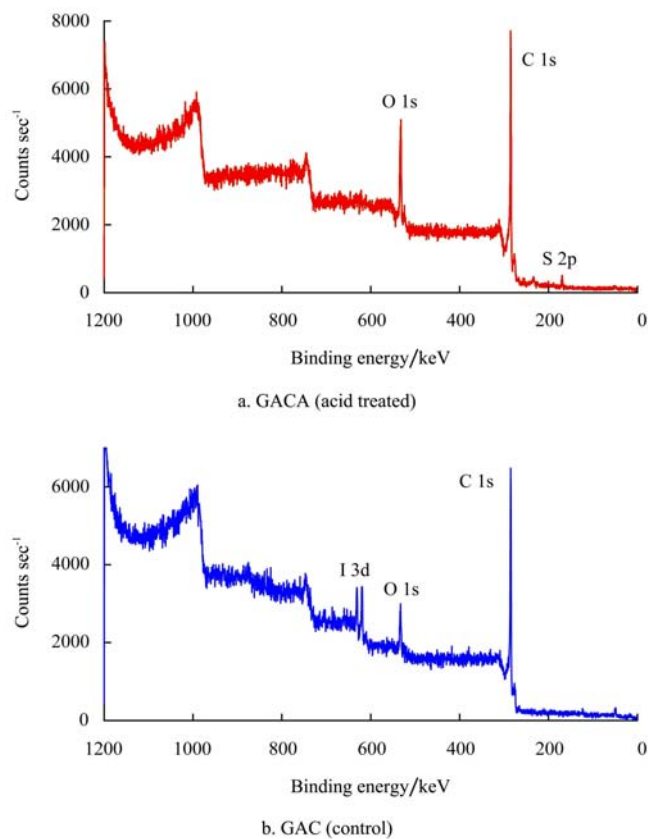 8000
C 1s
O 1s
6000
Counts sec⁻¹
4000
2000
S 2p
0
1200 1000 800 600 400 200 0
Binding energy/keV
a. GACA (acid treated)
C 1s
6000
I 3d
O 1s
Counts sec⁻¹
4000
2000
0
1200 1000 800 600 400 200 0
Binding energy/keV
b. GAC (control)